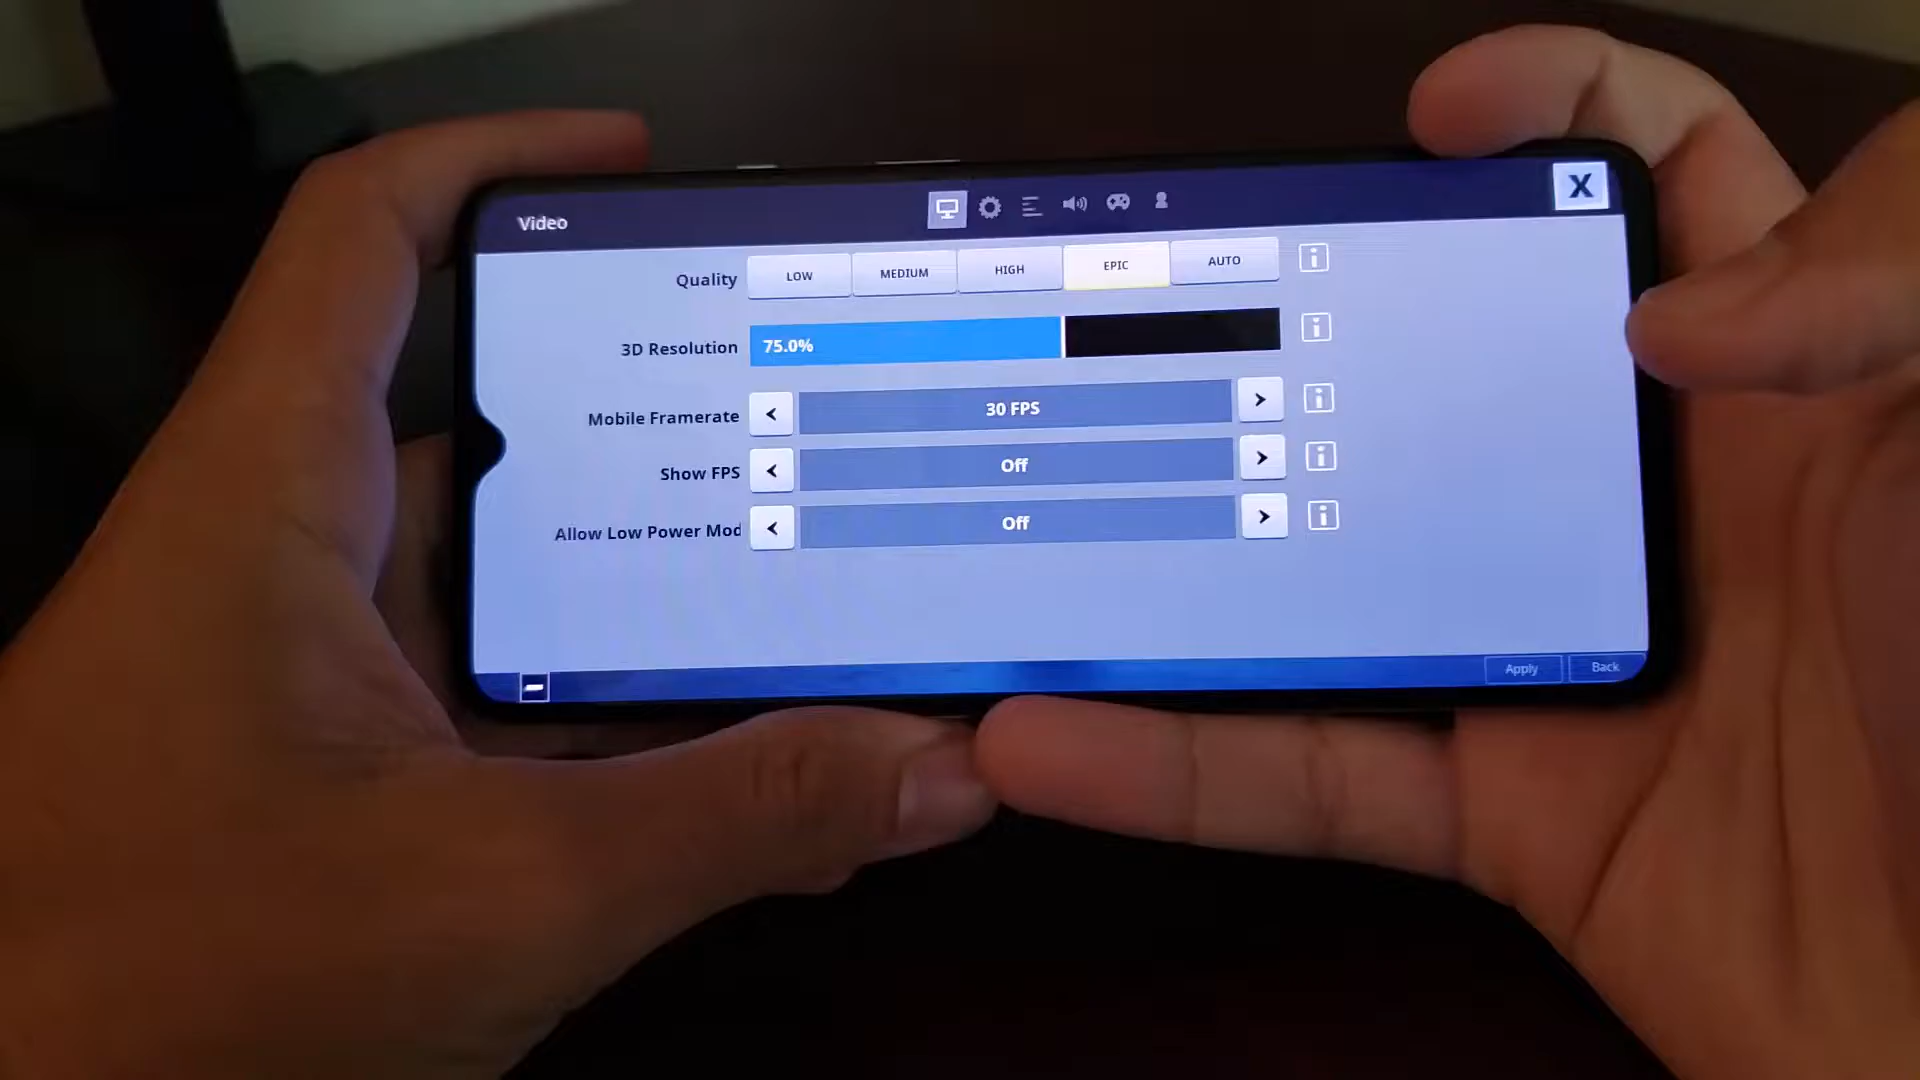 Video
X
Quality LOW MEDIUM HIGH EPIC AUTO
3D Resolution 75.0%
Mobile Framerate < 30 FPS >
Show FPS < Off >
Allow Low Power Mod < Off >
Apply Back